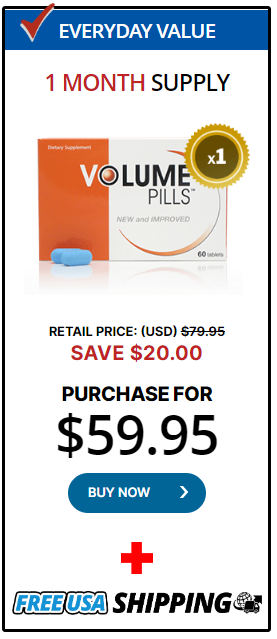 EVERYDAY VALUE
1 MONTH SUPPLY
Dietary Supplement
x1
VOLUME
PILLS™
NEW and IMPROVED
60 tablets
RETAIL PRICE: (USD) $79.95
SAVE $20.00
PURCHASE FOR
$59.95
BUY NOW
FREE USA SHIPPING